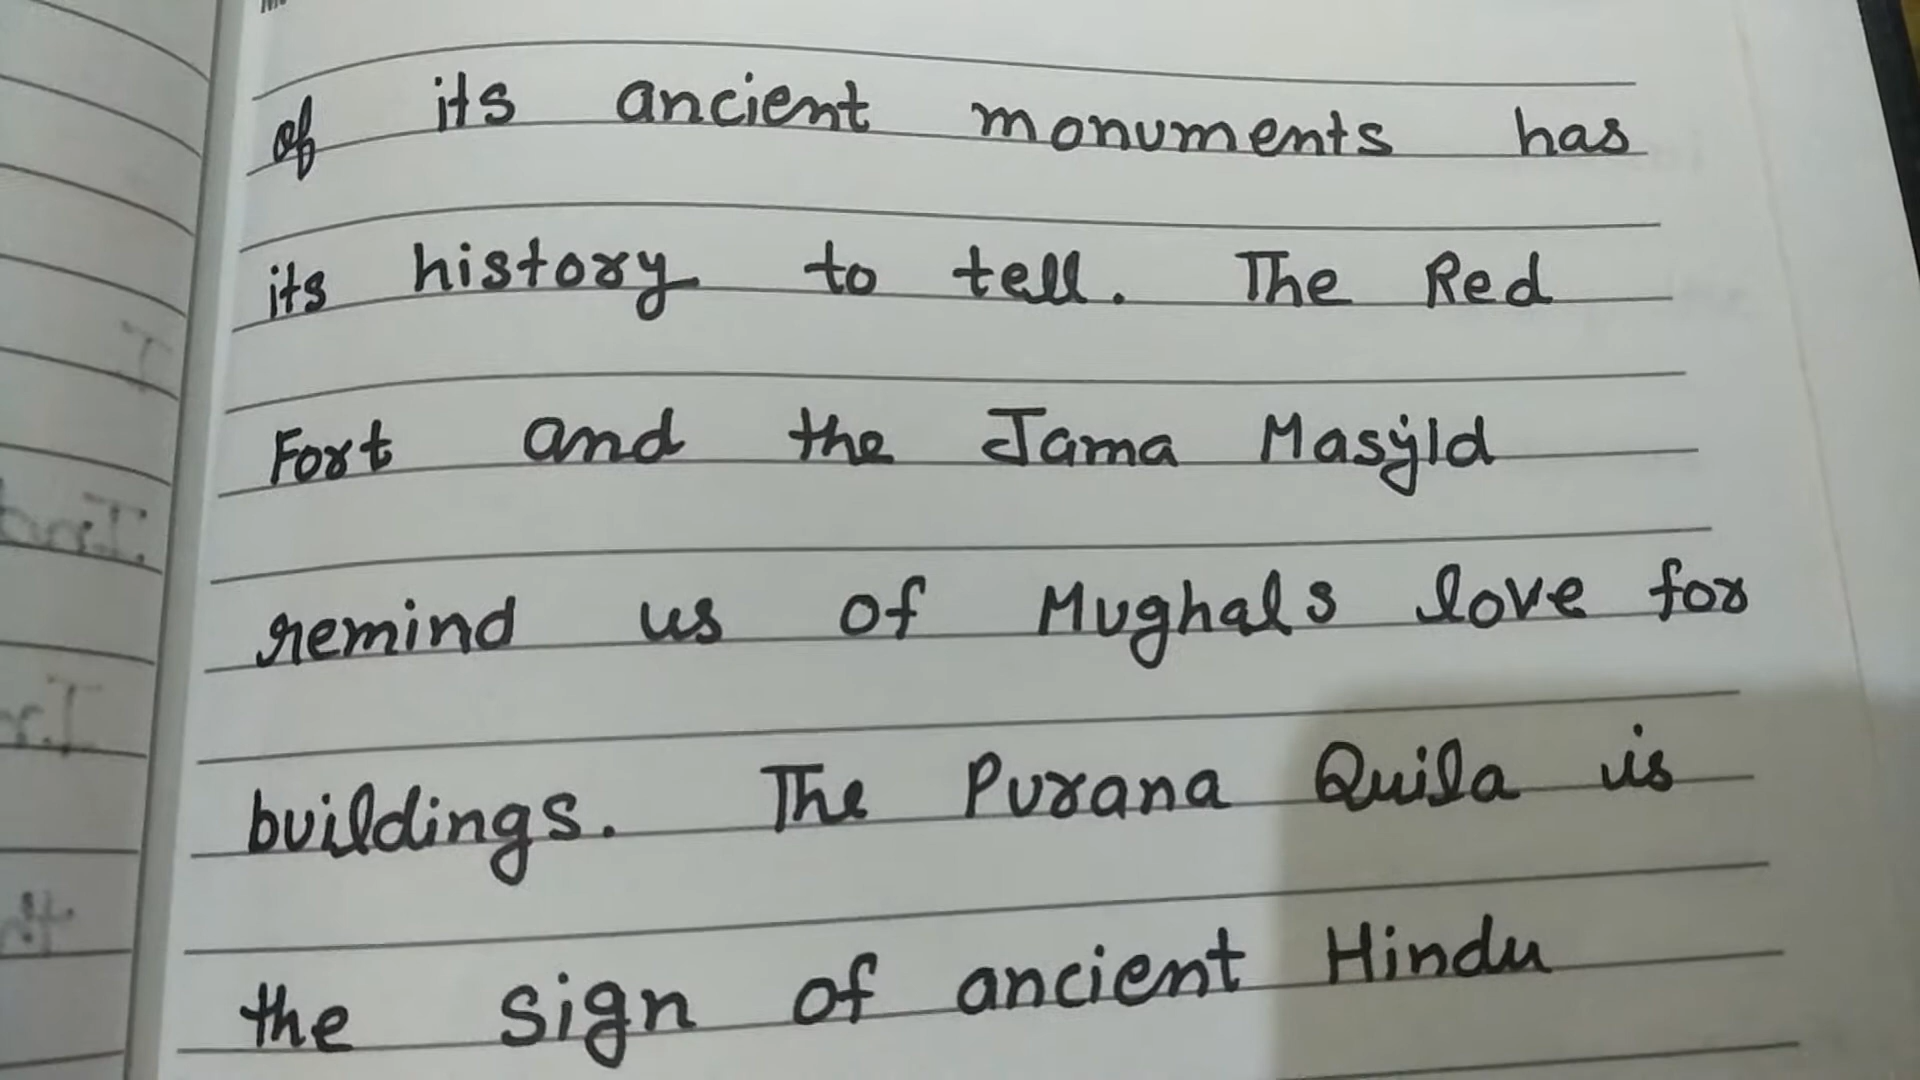 of its ancient monuments has
its history to tell. The Red
Fort and the Jama Masjid
remind us of Mughals love for
buildings. The Purana Quila is
the sign of ancient Hindu